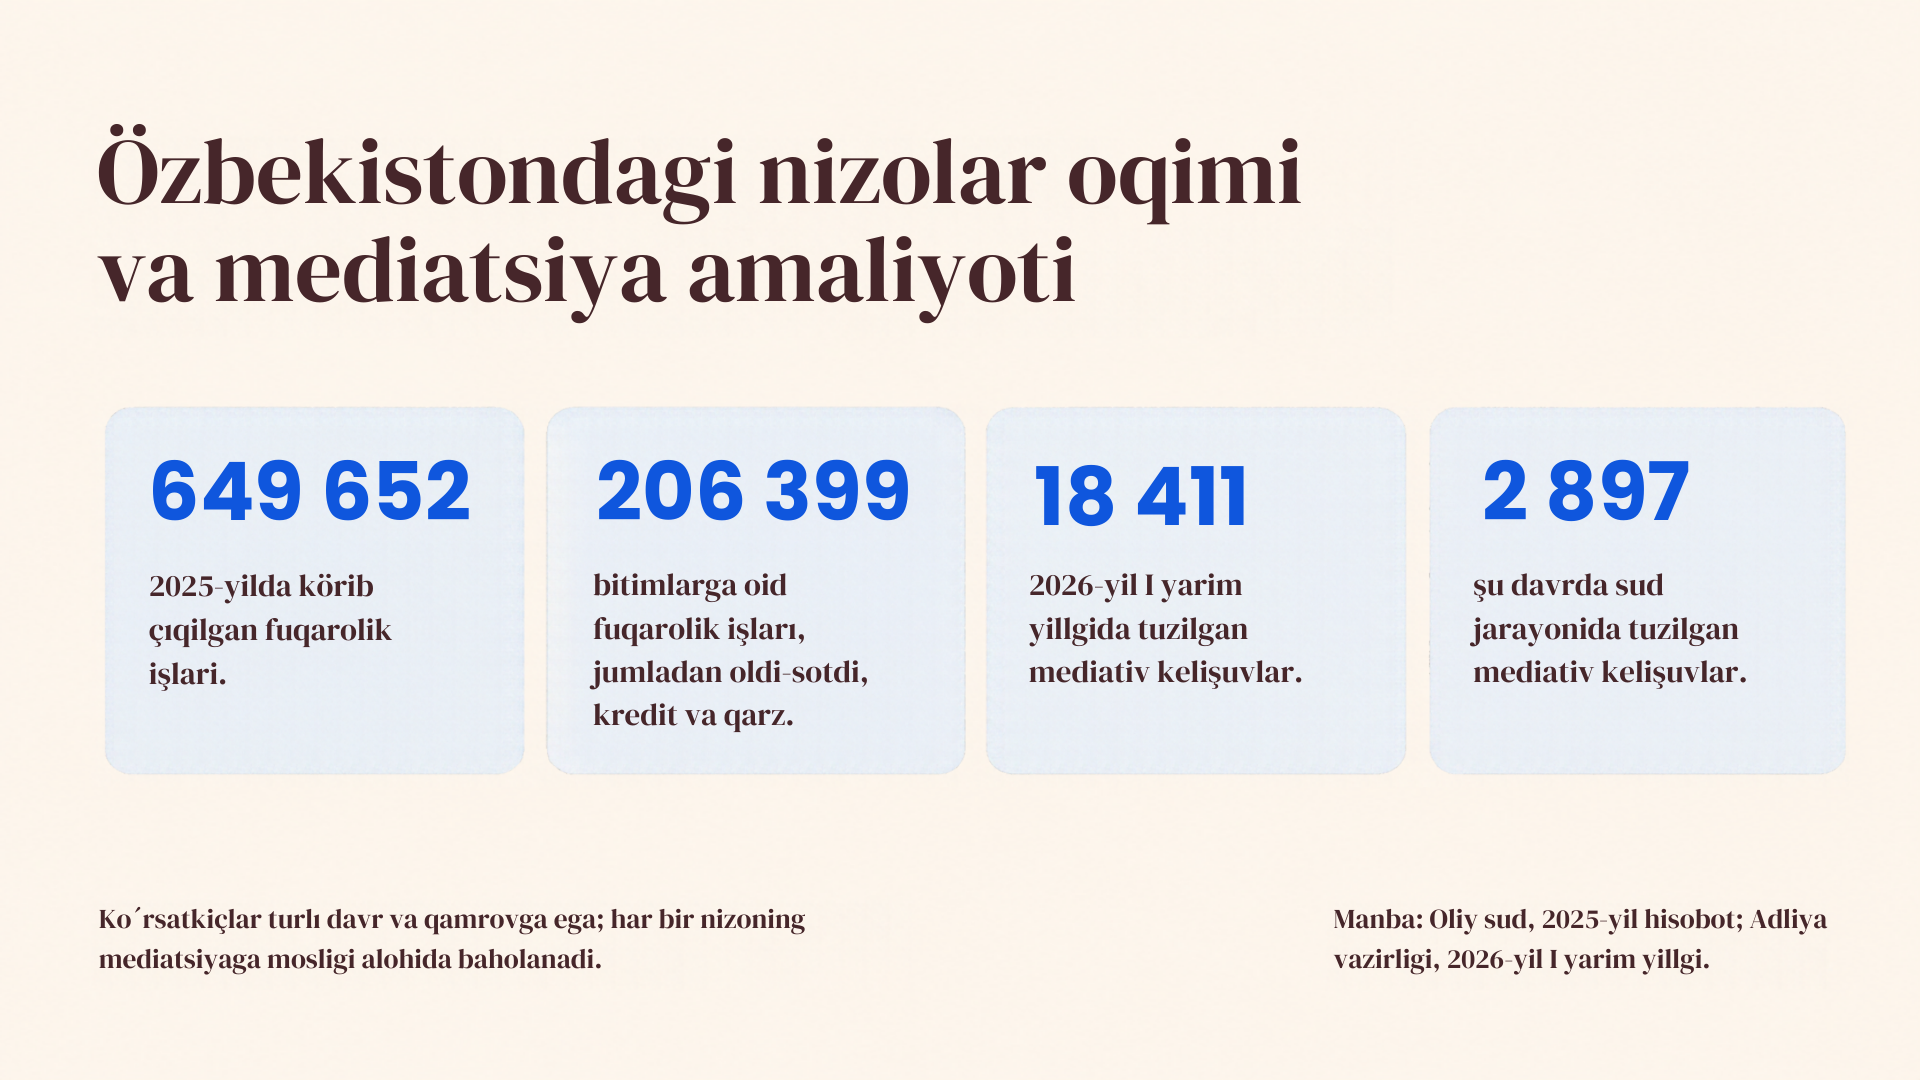 Özbekistondagi nizolar oqimi
va mediatsiya amaliyoti
649 652
2025-yilda körib
çıqilgan fuqarolik
işlari.
206 399
bitimlarga oid
fuqarolik işları,
jumladan oldi-sotdi,
kredit va qarz.
18 411
2026-yil I yarim
yillgida tuzilgan
mediativ kelişuvlar.
2 897
şu davrda sud
jarayonida tuzilgan
mediativ kelişuvlar.
Ko´rsatkiçlar turlı davr va qamrovga ega; har bir nizoning
mediatsiyaga mosligi alohida baholanadi.
Manba: Oliy sud, 2025-yil hisobot; Adliya
vazirligi, 2026-yil I yarim yillgi.